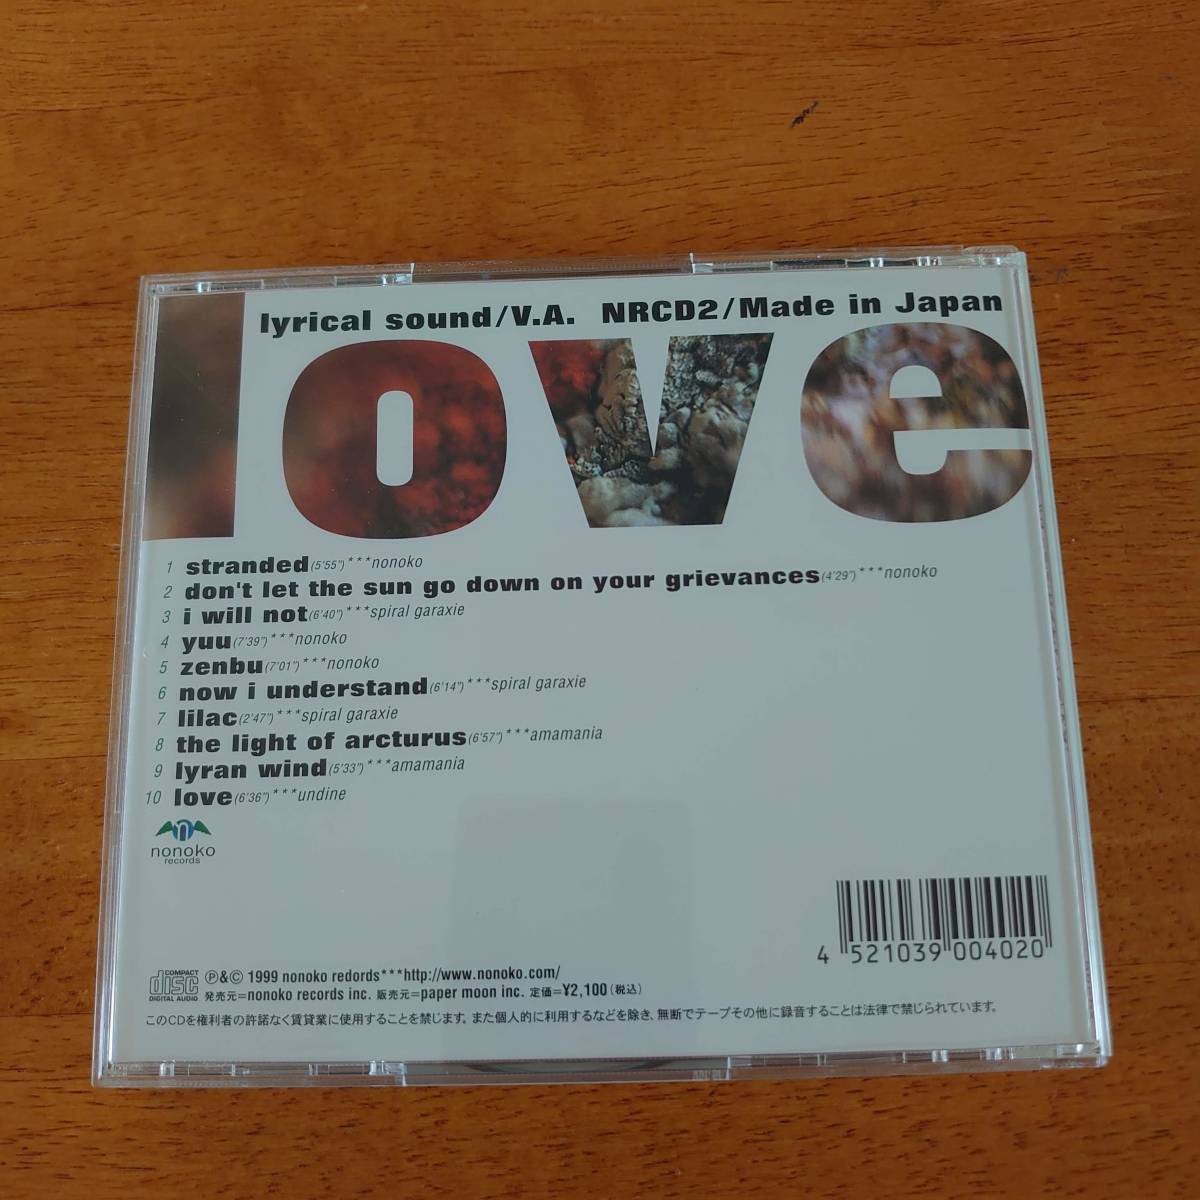 lyrical sound/V.A. NRCD2/Made in Japan
love
1 stranded(5'55")***nonoko
2 don't let the sun go down on your grievances(4'29")***nonoko
3 i will not(6'40")***spiral garaxie
4 yuu(7'39")***nonoko
5 zenbu(7'01")***nonoko
6 now i understand(6'14")***spiral garaxie
7 lilac(2'47")***spiral garaxie
8 the light of arcturus(6'57")***amamania
9 lyran wind(5'33")***amamania
10 love(6'36")***undine
nonoko
records
4 521039 004020
COMPACT
disc
DIGITAL AUDIO
℗&© 1999 nonoko redords***http://www.nonoko.com/
発売元=nonoko records inc. 販売元=paper moon inc. 定価=¥2,100(税込)
このCDを権利者の許諾なく賃貸業に使用することを禁じます。また個人的に利用するなどを除き、無断でテープその他に録音することは法律で禁じられています。